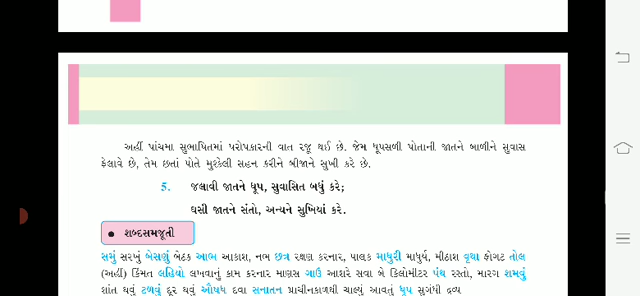 અહીં પાંચમા સુભાષિતમાં પરોપકારની વાત રજૂ થઈ છે. જેમ ધૂપસળી પોતાની જાતને બાળીને સુવાસ
ફેલાવે છે, તેમ છતાં પોતે મુશ્કેલી સહન કરીને બીજાને સુખી કરે છે.
5. જલાવી જાતને ધૂપ, સુવાસિત બધું કરે;
ઘસી જાતને સંતો, અન્યને સુખિયાં કરે.
● શબ્દસમજૂતી
સમું સરખું બેસણું બેઠક આભ આકાશ, નભ છત્ર રક્ષણ કરનાર, પાલક માધુરી માધુર્ય, મીઠાશ વૃથા ફોગટ તોલ
(અહીં) કિંમત લહિયો લખવાનું કામ કરનાર માણસ ગાઉ આશરે સવા બે કિલોમીટર પંથ રસ્તો, મારગ શમવું
શાંત થવું ટળવું દૂર થવું ઔષધ દવા સનાતન પ્રાચીનકાળથી ચાલ્યું આવતું ધૂપ સુગંધી દ્રવ્ય